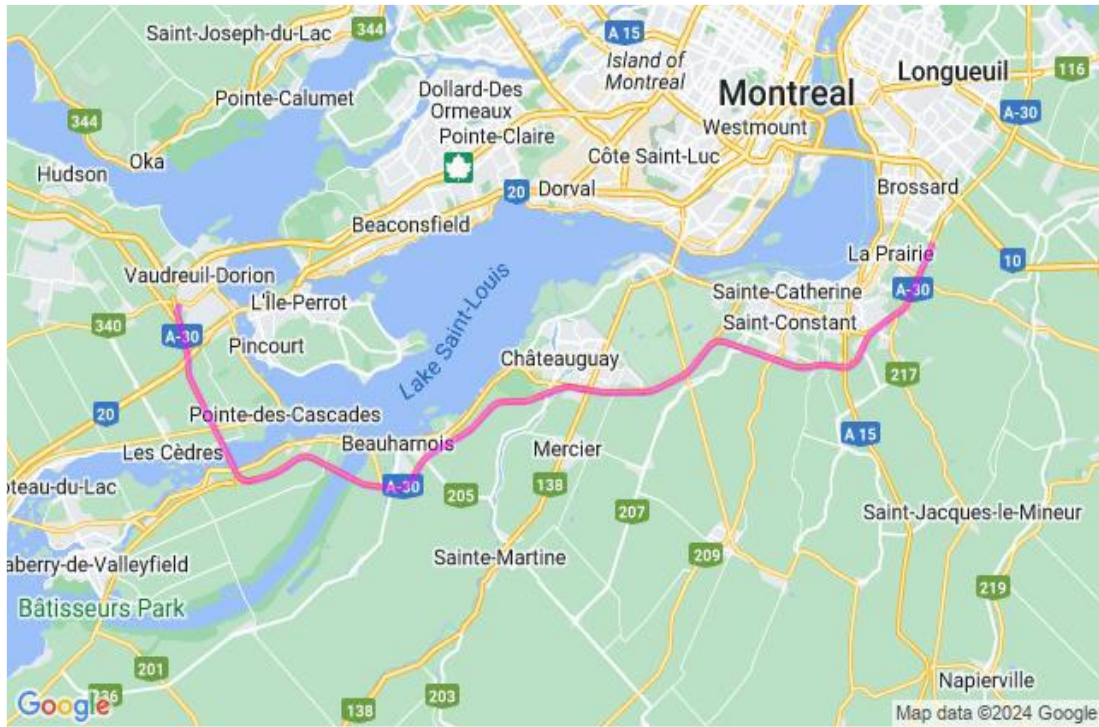 Saint-Joseph-du-Lac
344
A 15
Island of
Montreal
Longueuil
116
Pointe-Calumet
Dollard-Des
Ormeaux
Montreal
A-30
344
Pointe-Claire
Westmount
Oka
Côte Saint-Luc
Hudson
20
Dorval
Brossard
Beaconsfield
La Prairie
10
Vaudreuil-Dorion
Sainte-Catherine
A-30
L'Île-Perrot
340
A-30
Saint-Constant
Pincourt
Lake Saint-Louis
Châteauguay
217
20
Pointe-des-Cascades
Les Cèdres
Beauharnois
Mercier
A 15
oteau-du-Lac
A-30
205
138
207
Saint-Jacques-le-Mineur
aberry-de-Valleyfield
Sainte-Martine
209
219
Bâtisseurs Park
201
Napierville
Google
236
138
203
Map data ©2024 Google